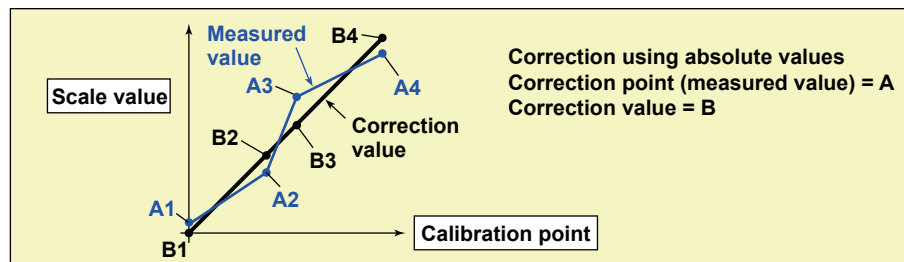 Measured
value
B4
A3
A4
Scale value
Correction
value
B2
B3
A1
A2
B1
Calibration point
Correction using absolute values
Correction point (measured value) = A
Correction value = B